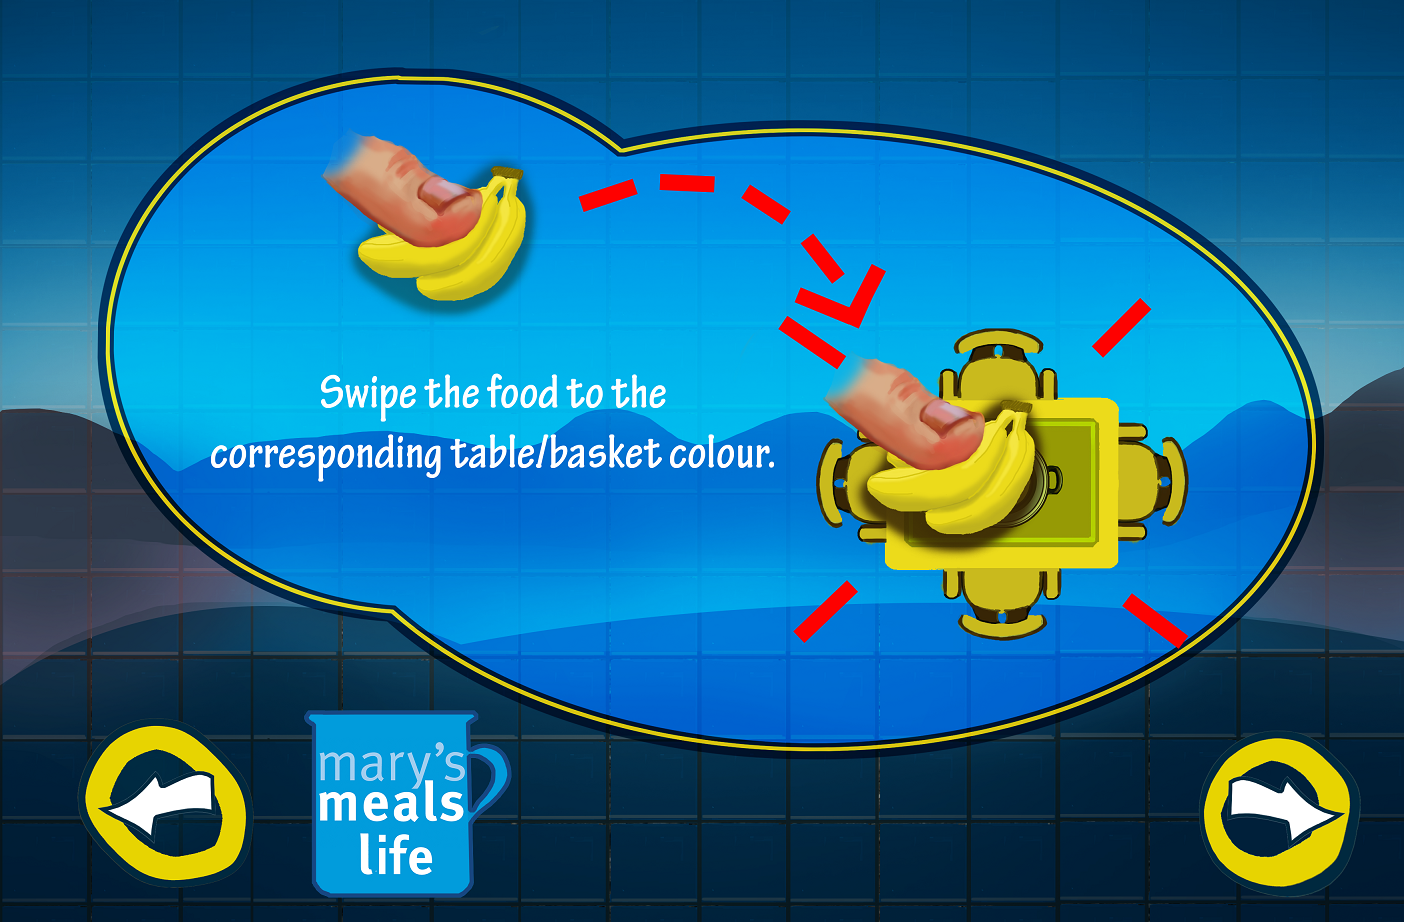 Swipe the food to the
corresponding table/basket colour.
mary's
meals
life